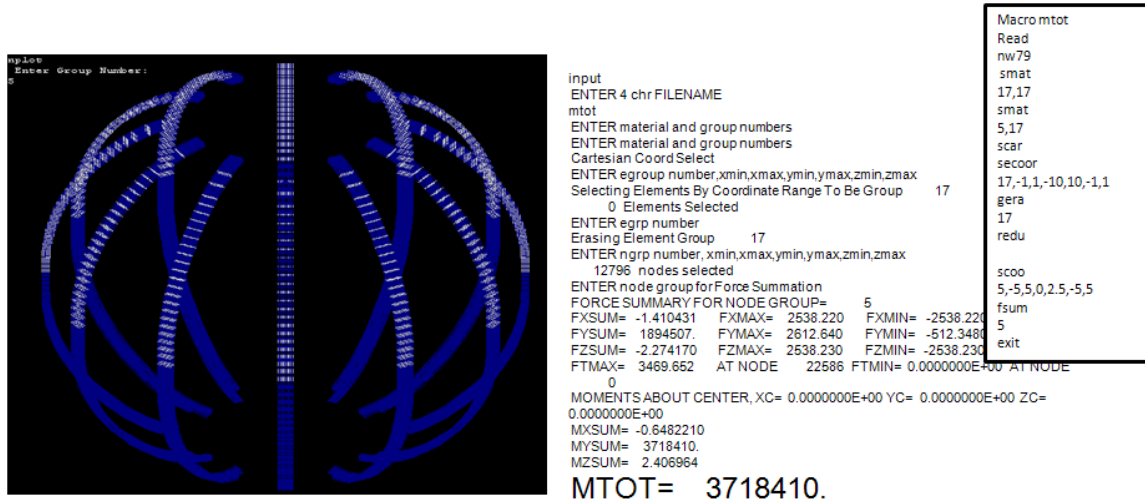 nplot
Enter Group Number:
5
input
ENTER 4 chr FILENAME
mtot
ENTER material and group numbers
ENTER material and group numbers
Cartesian Coord Select
ENTER egroup number,xmin,xmax,ymin,ymax,zmin,zmax
Selecting Elements By Coordinate Range To Be Group 17
0 Elements Selected
ENTER egrp number
Erasing Element Group 17
ENTER ngrp number, xmin,xmax,ymin,ymax,zmin,zmax
12796 nodes selected
ENTER node group for Force Summation
FORCE SUMMARY FOR NODE GROUP= 5
FXSUM= -1.410431 FXMAX= 2538.220 FXMIN= -2538.220
FYSUM= 1894507. FYMAX= 2612.640 FYMIN= -512.3480
FZSUM= -2.274170 FZMAX= 2538.230 FZMIN= -2538.230
FTMAX= 3469.652 AT NODE 22586 FTMIN= 0.0000000E+00 AT NODE
0
MOMENTS ABOUT CENTER, XC= 0.0000000E+00 YC= 0.0000000E+00 ZC=
0.0000000E+00
MXSUM= -0.6482210
MYSUM= 3718410.
MZSUM= 2.406964
MTOT= 3718410.
Macro mtot
Read
nw79
smat
17,17
smat
5,17
scar
secoor
17,-1,1,-10,10,-1,1
gera
17
redu
scoo
5,-5,5,0,2.5,-5,5
fsum
5
exit